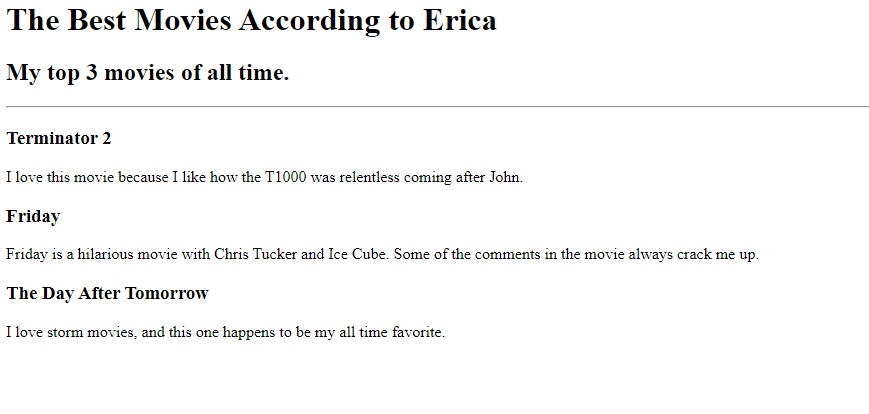 The Best Movies According to Erica
My top 3 movies of all time.
Terminator 2
I love this movie because I like how the T1000 was relentless coming after John.
Friday
Friday is a hilarious movie with Chris Tucker and Ice Cube. Some of the comments in the movie always crack me up.
The Day After Tomorrow
I love storm movies, and this one happens to be my all time favorite.